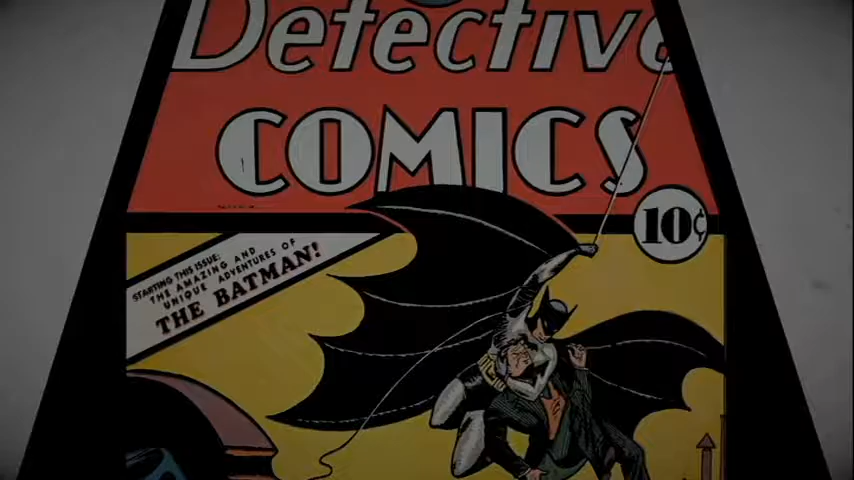 Detective
COMICS
10¢
STARTING THIS ISSUE:
THE AMAZING AND
UNIQUE ADVENTURES OF
THE BATMAN!